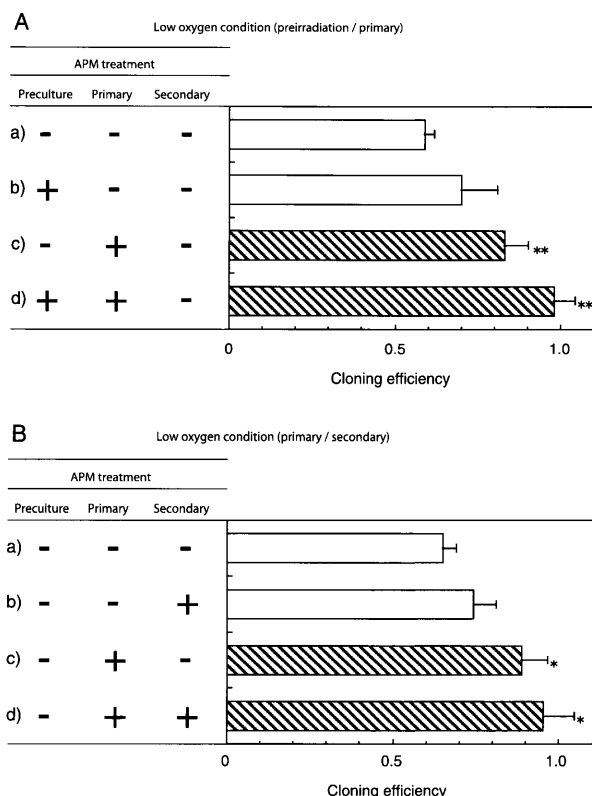 A
Low oxygen condition (preirradiation / primary)
APM treatment
Preculture Primary Secondary
a) - - -
b) + - -
c) - + - **
d) + + - **
0 0.5 1.0
Cloning efficiency
B
Low oxygen condition (primary / secondary)
APM treatment
Preculture Primary Secondary
a) - - -
b) - - +
c) - + - *
d) - + + *
0 0.5 1.0
Cloning efficiency